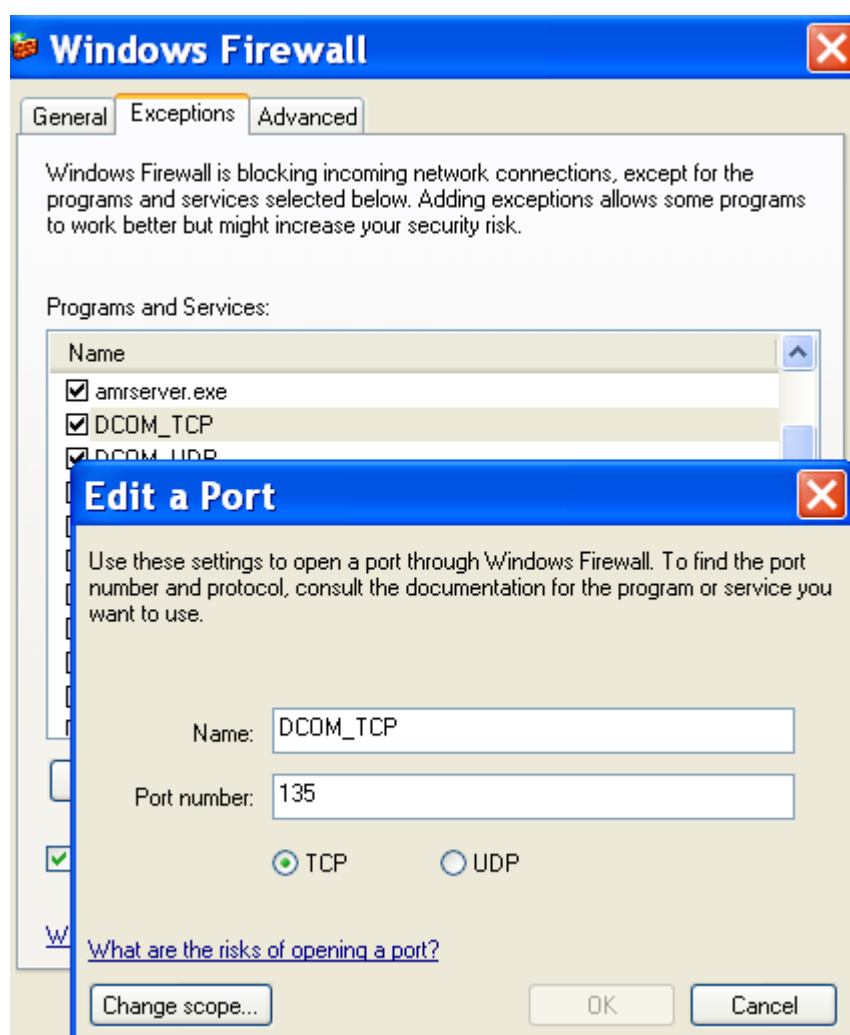 Windows Firewall
General Exceptions Advanced
Windows Firewall is blocking incoming network connections, except for the
programs and services selected below. Adding exceptions allows some programs
to work better but might increase your security risk.
Programs and Services:
Name
amrserver.exe
DCOM_TCP
DCOM_UDP
Edit a Port
Use these settings to open a port through Windows Firewall. To find the port
number and protocol, consult the documentation for the program or service you
want to use.
Name: DCOM_TCP
Port number: 135
TCP UDP
W
What are the risks of opening a port?
Change scope... OK Cancel